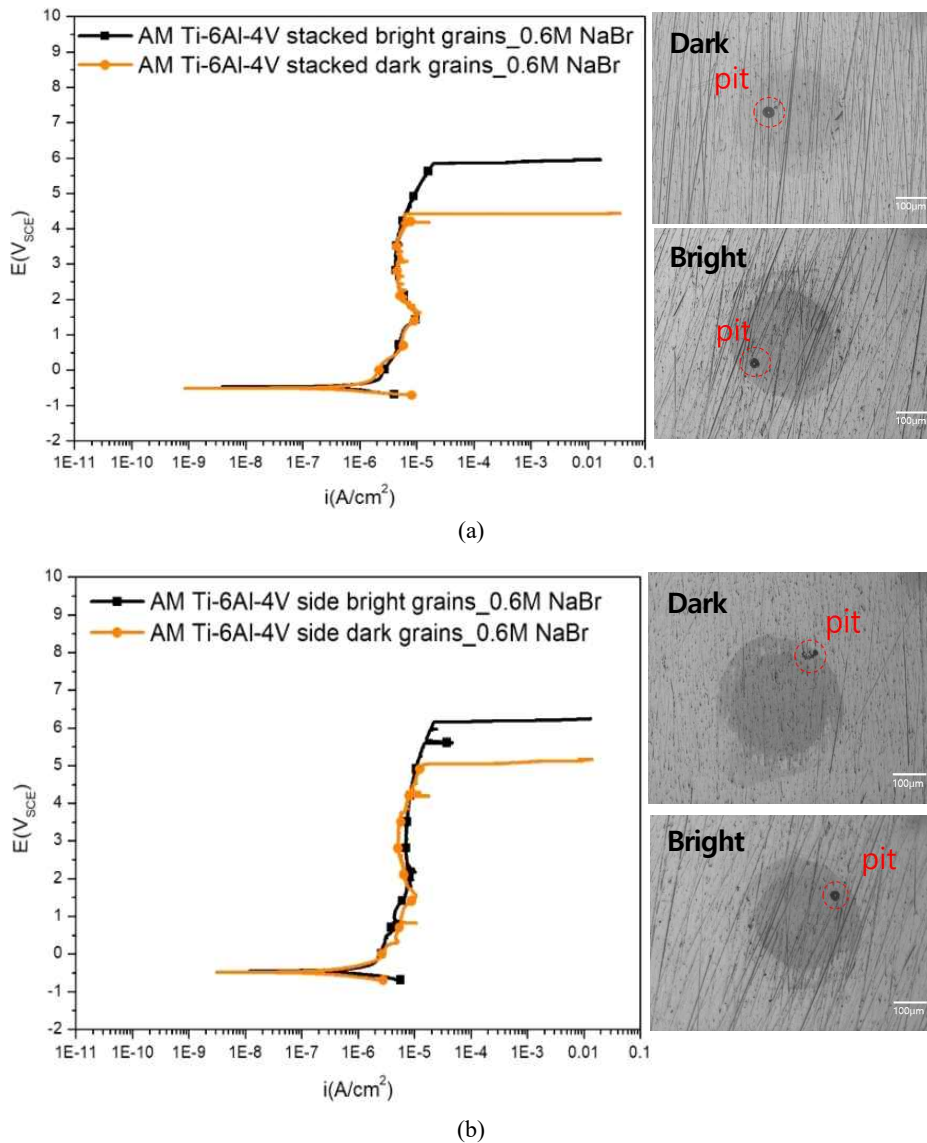 AM Ti-6Al-4V stacked bright grains_0.6M NaBr
AM Ti-6Al-4V stacked dark grains_0.6M NaBr
10
9
8
7
6
5
4
3
2
1
0
-1
-2
E(V_SCE)
1E-11 1E-10 1E-9 1E-8 1E-7 1E-6 1E-5 1E-4 1E-3 0.01 0.1
i(A/cm²)
Dark
pit
100μm
Bright
pit
100μm
(a)
AM Ti-6Al-4V side bright grains_0.6M NaBr
AM Ti-6Al-4V side dark grains_0.6M NaBr
10
9
8
7
6
5
4
3
2
1
0
-1
-2
E(V_SCE)
1E-11 1E-10 1E-9 1E-8 1E-7 1E-6 1E-5 1E-4 1E-3 0.01 0.1
i(A/cm²)
Dark
pit
100μm
Bright
pit
100μm
(b)